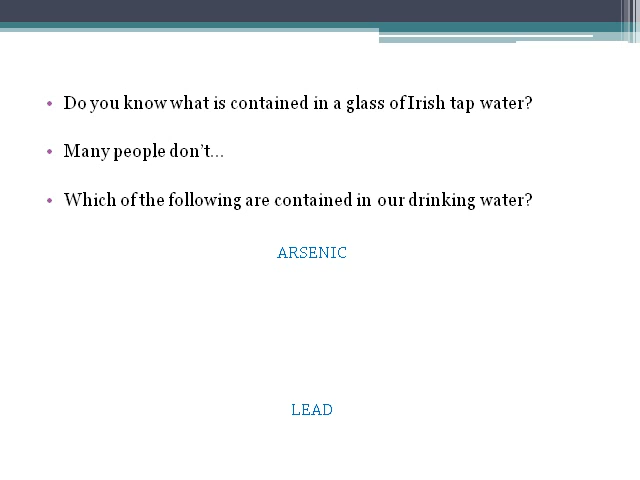 • Do you know what is contained in a glass of Irish tap water?
• Many people don’t…
• Which of the following are contained in our drinking water?
ARSENIC
LEAD